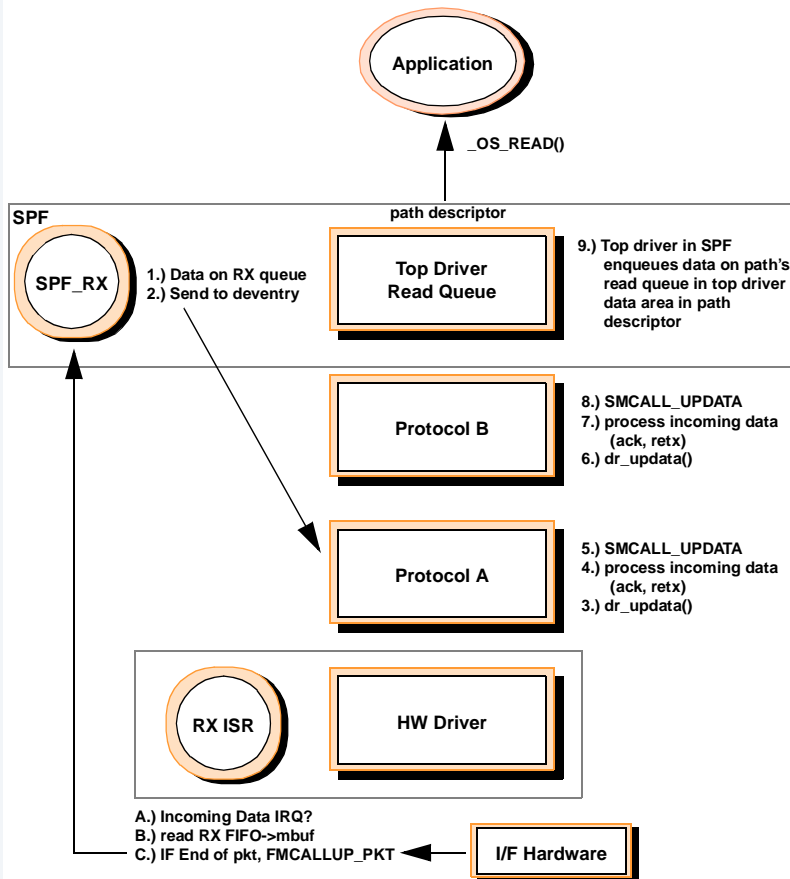 Application
_OS_READ()
SPF
path descriptor
SPF_RX
1.) Data on RX queue
2.) Send to deventry
Top Driver
Read Queue
9.) Top driver in SPF
enqueues data on path's
read queue in top driver
data area in path
descriptor
Protocol B
8.) SMCALL_UPDATA
7.) process incoming data
(ack, retx)
6.) dr_updata()
Protocol A
5.) SMCALL_UPDATA
4.) process incoming data
(ack, retx)
3.) dr_updata()
RX ISR
HW Driver
A.) Incoming Data IRQ?
B.) read RX FIFO->mbuf
C.) IF End of pkt, FMCALLUP_PKT
I/F Hardware